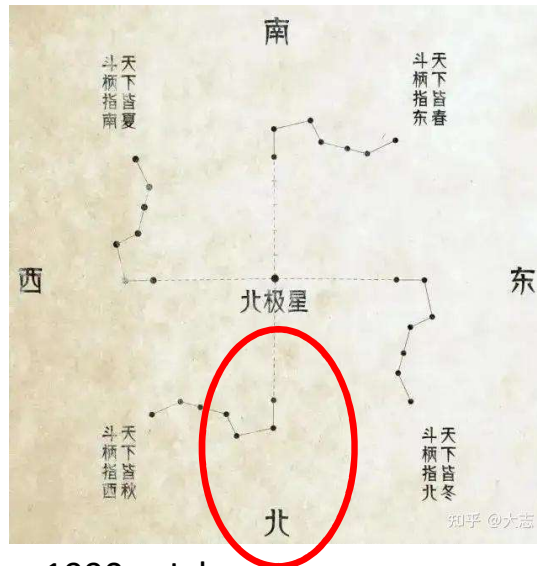 南
天下皆夏
斗柄指南
天下皆春
斗柄指东
西
东
北极星
天下皆秋
斗柄指西
天下皆冬
斗柄指北
北
知乎 @大志